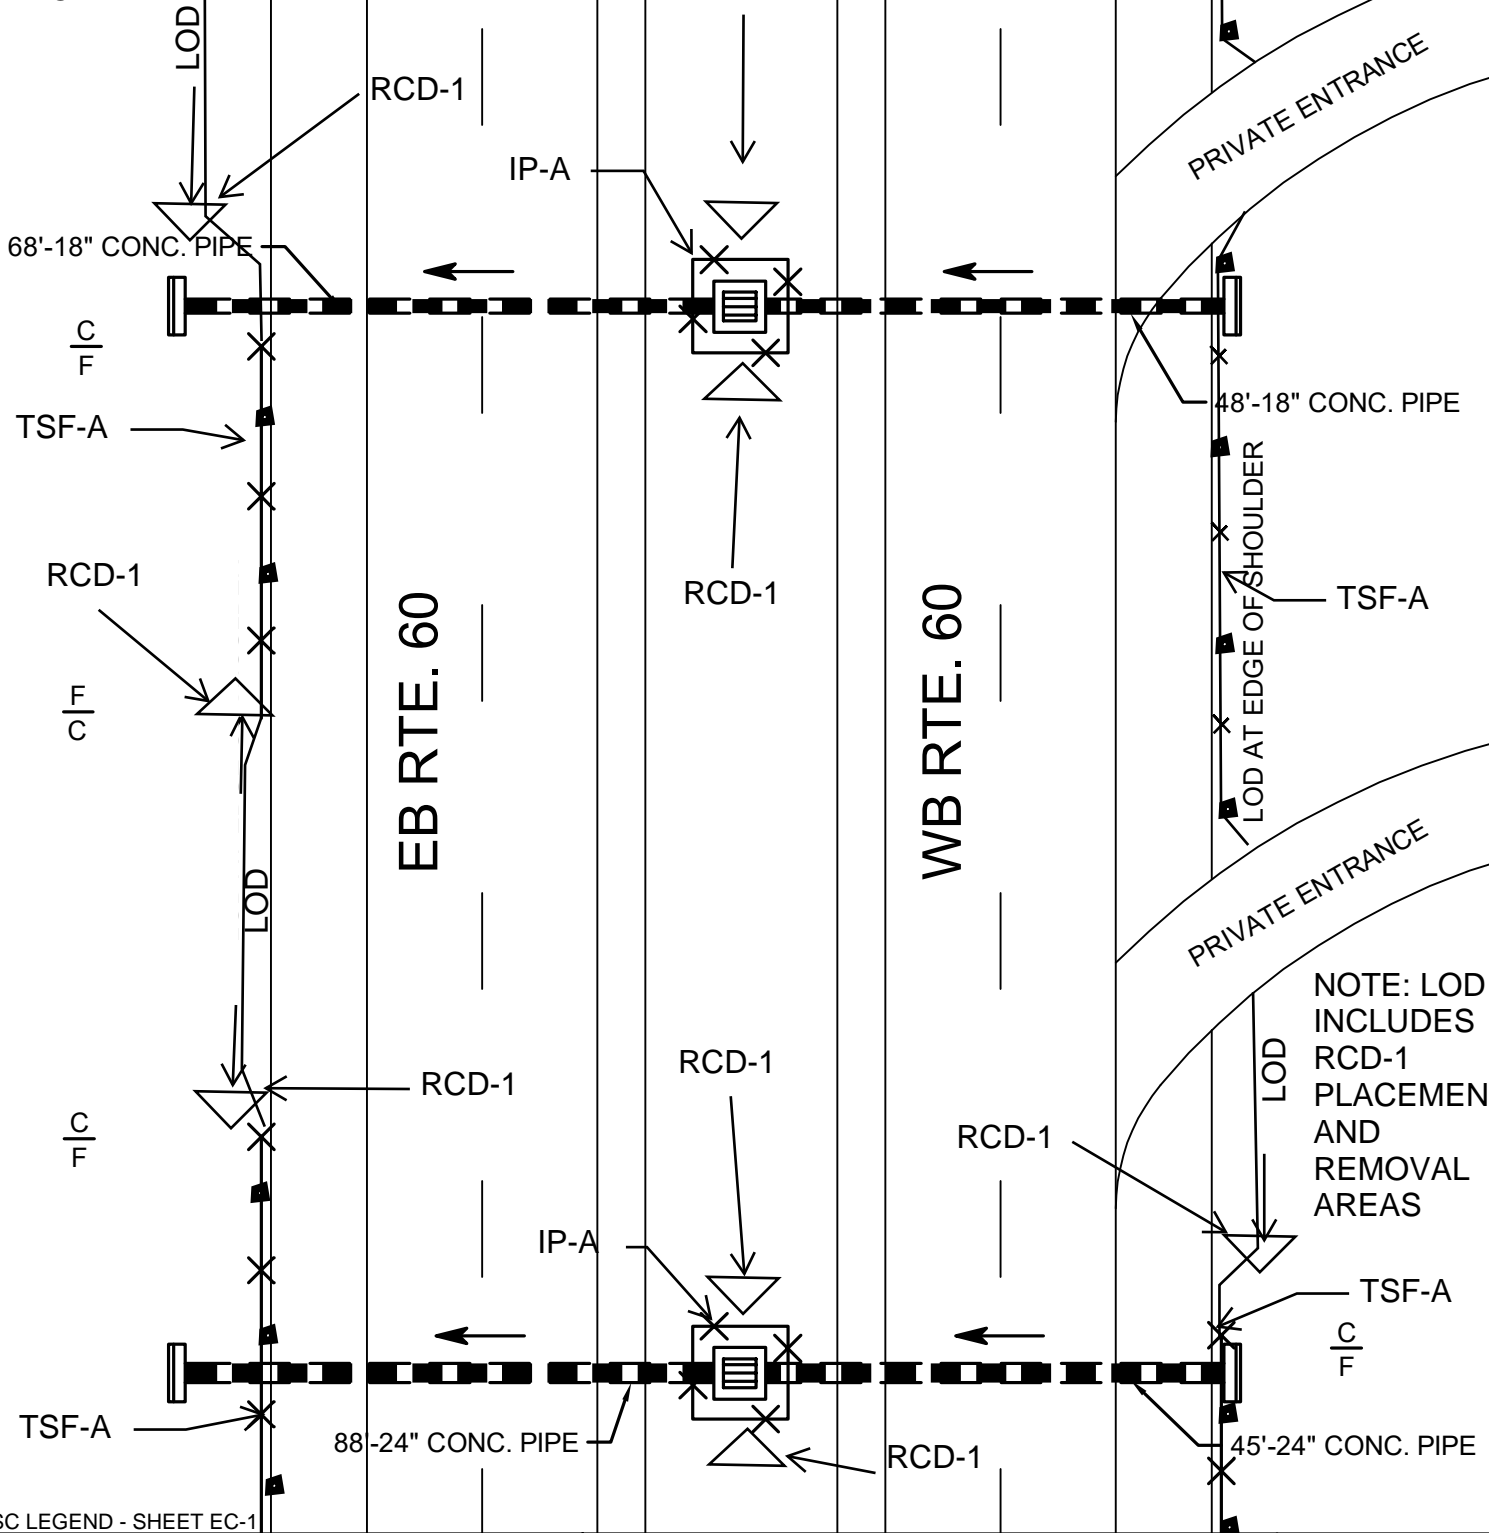 LOD
RCD-1
IP-A
PRIVATE ENTRANCE
68'-18" CONC. PIPE
C
F
TSF-A
48'-18" CONC. PIPE
RCD-1
RCD-1
TSF-A
LOD AT EDGE OF SHOULDER
EB RTE. 60
WB RTE. 60
F
C
LOD
PRIVATE ENTRANCE
NOTE: LOD
INCLUDES
RCD-1
PLACEMEN
AND
REMOVAL
AREAS
LOD
RCD-1
RCD-1
RCD-1
C
F
IP-A
TSF-A
C
F
TSF-A
88'-24" CONC. PIPE
RCD-1
45'-24" CONC. PIPE
SC LEGEND - SHEET EC-1